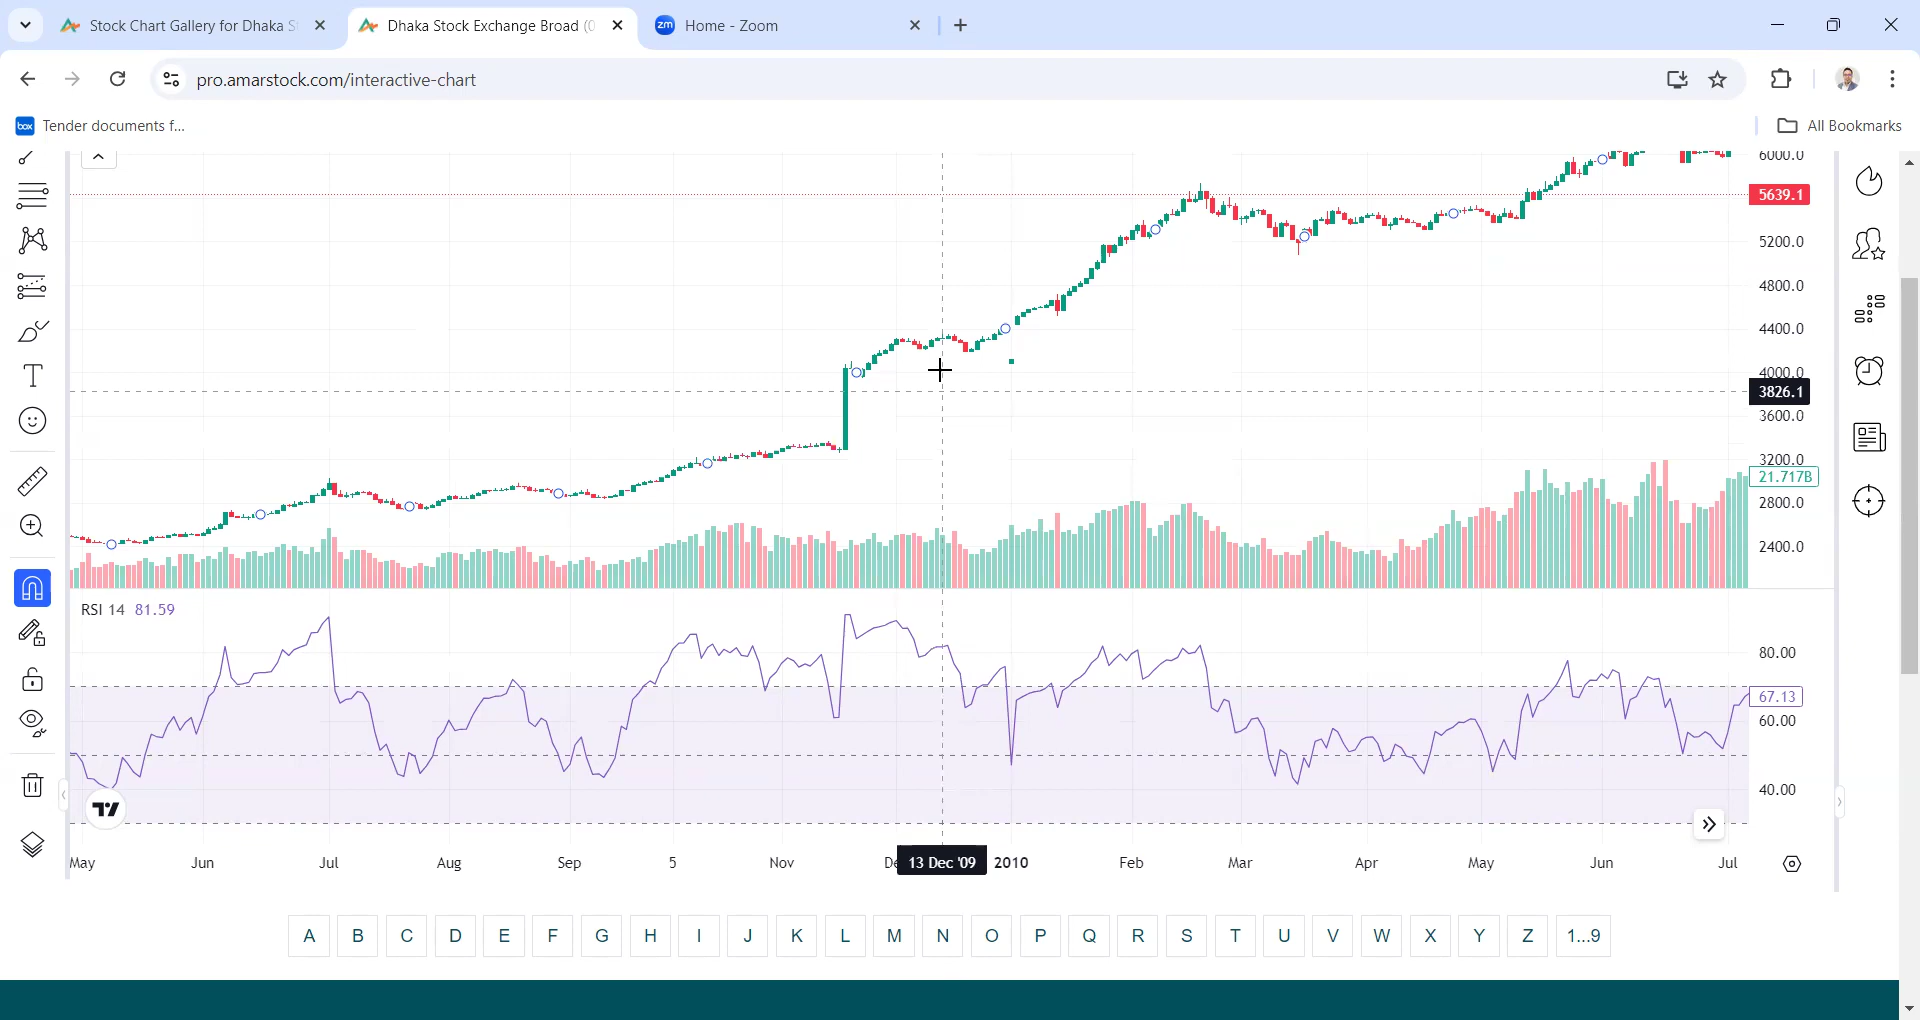 Stock Chart Gallery for Dhaka S
Dhaka Stock Exchange Broad (0
zm Home - Zoom
pro.amarstock.com/interactive-chart
box Tender documents f...
All Bookmarks
6000.0
5639.1
5200.0
4800.0
4400.0
4000.0
3826.1
3600.0
3200.0
21.717B
2800.0
2400.0
RSI 14 81.59
80.00
67.13
60.00
40.00
May Jun Jul Aug Sep 5 Nov De 13 Dec '09 2010 Feb Mar Apr May Jun Jul
A B C D E F G H I J K L M N O P Q R S T U V W X Y Z 1...9